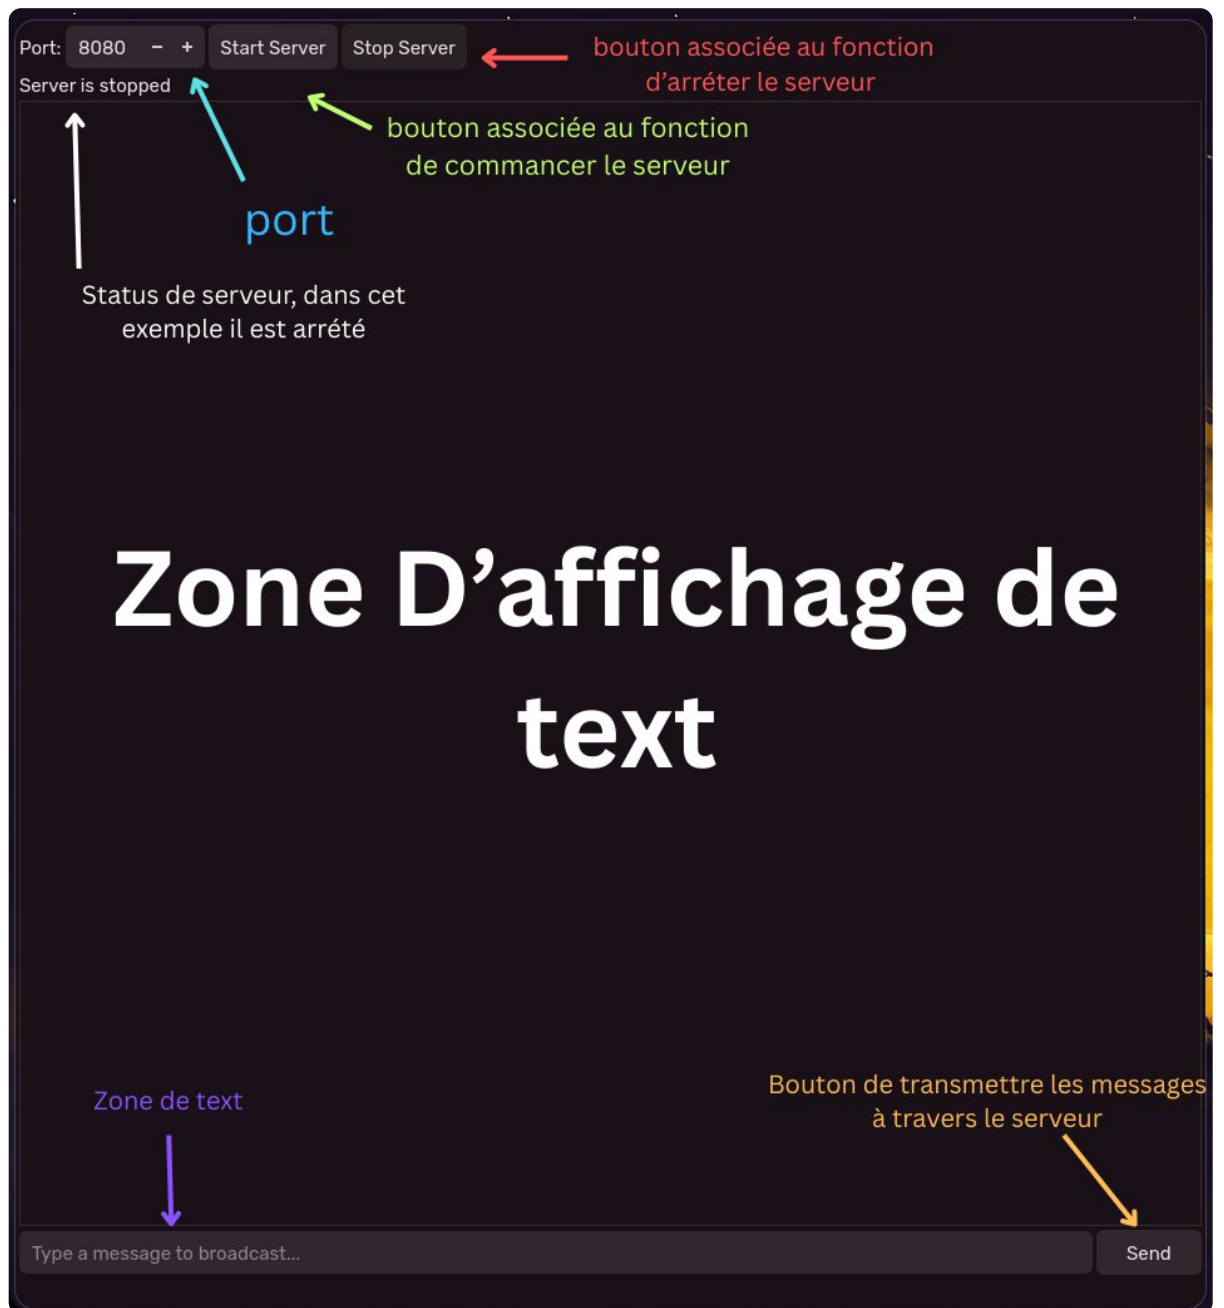 Port: 8080 − + Start Server Stop Server
bouton associée au fonction
d’arréter le serveur
Server is stopped
bouton associée au fonction
de commancer le serveur
port
Status de serveur, dans cet
exemple il est arrété
Zone D’affichage de
text
Zone de text
Bouton de transmettre les messages
à travers le serveur
Type a message to broadcast... Send